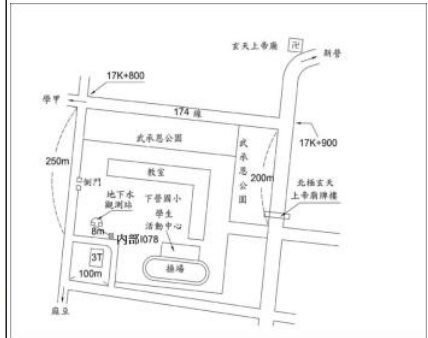 玄天上帝廟
卍
新營
17K+800
學甲
174 線
17K+900
武承恩公園
武承恩公園
250m
200m
教室
側門
地下水
觀測站
下營國小
學生
活動中心
北極玄天
上帝廟牌樓
8m
內部I078
3T
操場
100m
麻豆